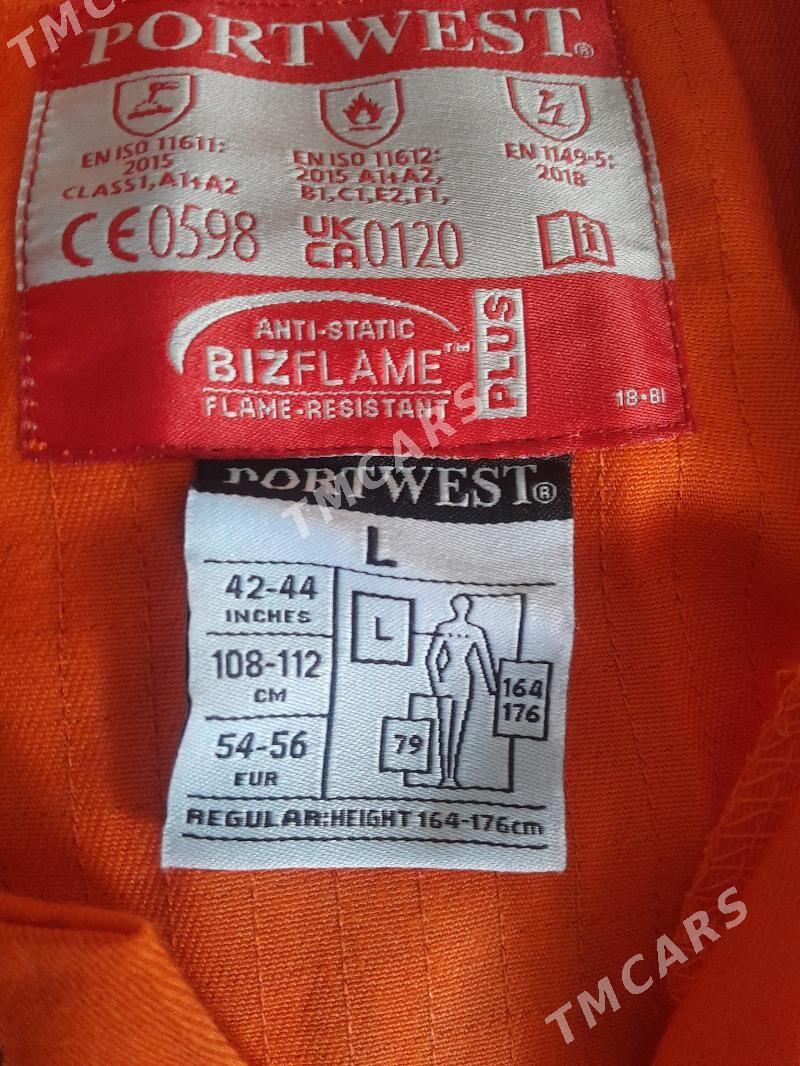 TMCARS
PORTWEST®
EN ISO 11611:
2015
CLASS1,A1+A2
EN ISO 11612:
2015 A1+A2,
B1,C1,E2,F1,
EN 1149-5:
2018
CE0598
UK
CA0120
i
ANTI-STATIC
BIZFLAME™
PLUS
FLAME-RESISTANT
18•BI
TMCARS
PORTWEST®
L
42-44
INCHES
108-112
CM
54-56
EUR
L
164
176
79
REGULAR:HEIGHT 164-176cm
TMCARS